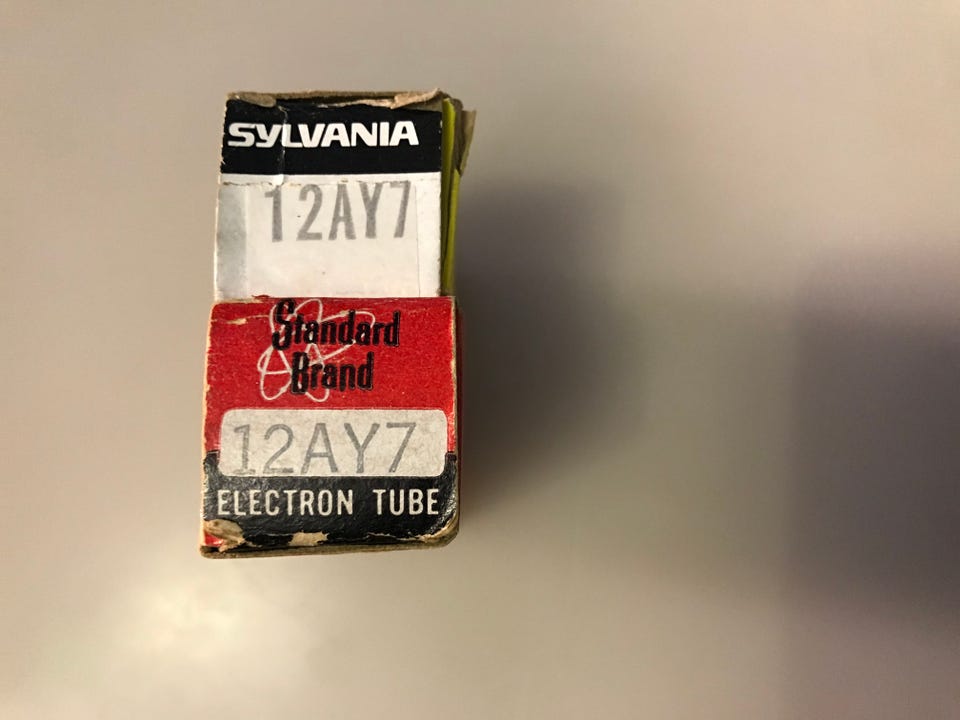 SYLVANIA
12AY7
Standard
Brand
12AY7
ELECTRON TUBE